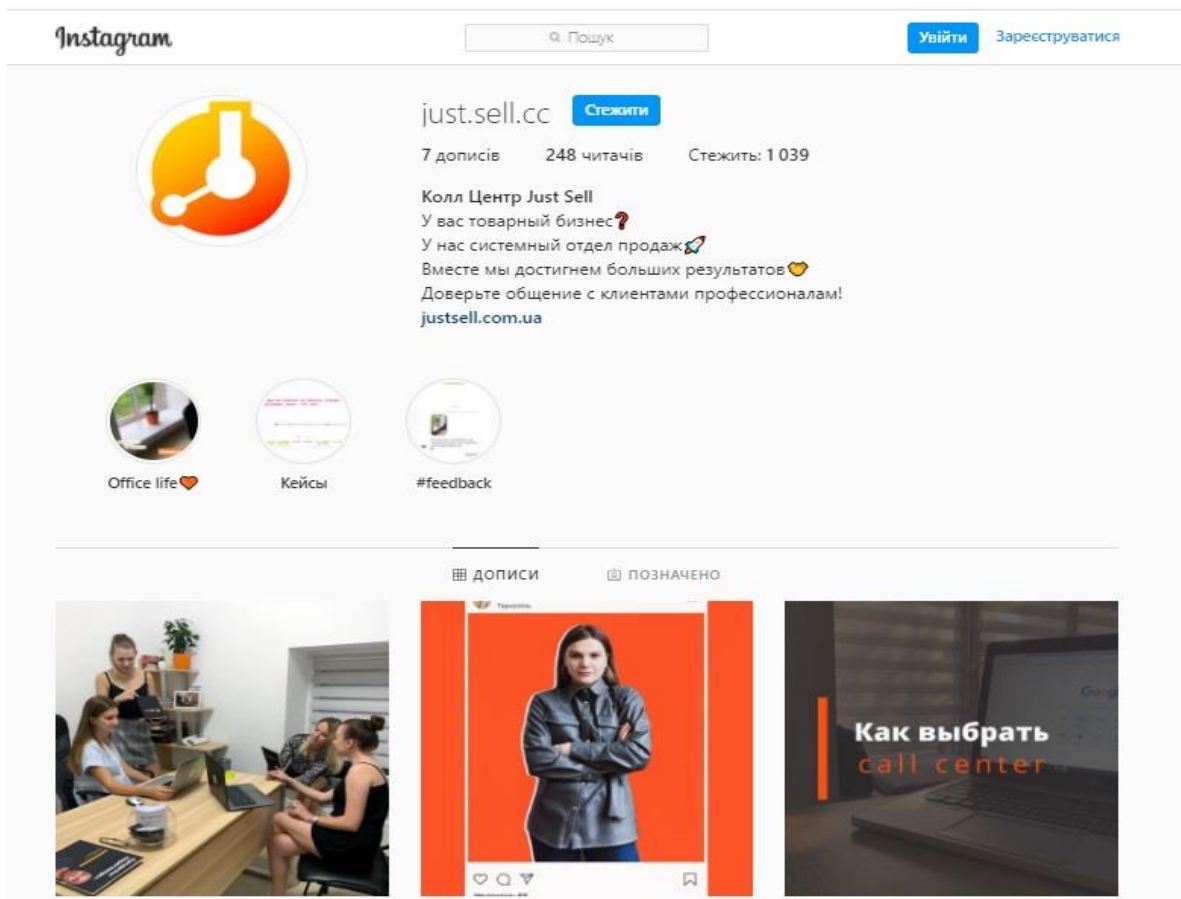 Instagram
Пошук
Увійти
Зареєструватися
just.sell.cc
Стежити
7 дописів 248 читачів Стежить: 1 039
Колл Центр Just Sell
У вас товарный бизнес❓
У нас системный отдел продаж🚀
Вместе мы достигнем больших результатов🤝
Доверьте общение с клиентами профессионалам!
justsell.com.ua
Office life🧡
Кейсы
#feedback
ДОПИСИ
ПОЗНАЧЕНО
Тернопіль
Как выбрать
call center